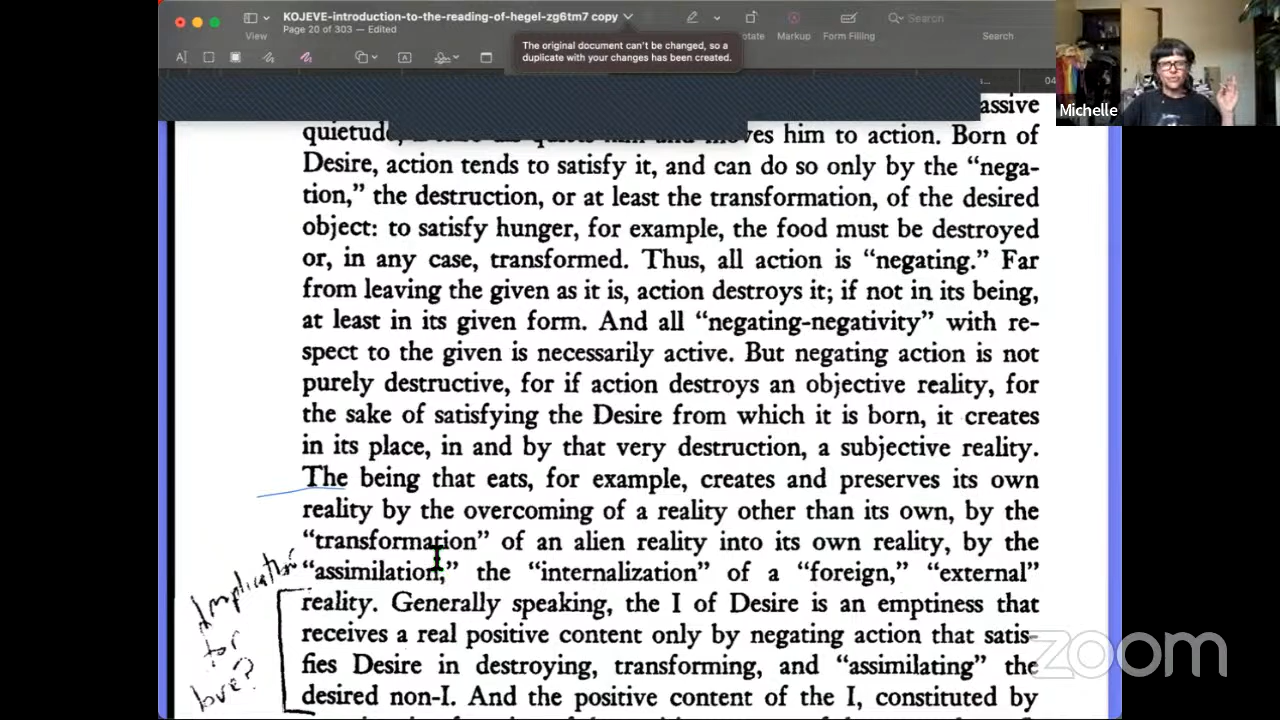 KOJEVE-introduction-to-the-reading-of-hegel-zg6tm7 copy
Page 20 of 303 — Edited
View
Markup
Form Filling
Search
Search
The original document can't be changed, so a
duplicate with your changes has been created.
Michelle
him to action. Born of
Desire, action tends to satisfy it, and can do so only by the “nega-
tion,” the destruction, or at least the transformation, of the desired
object: to satisfy hunger, for example, the food must be destroyed
or, in any case, transformed. Thus, all action is “negating.” Far
from leaving the given as it is, action destroys it; if not in its being,
at least in its given form. And all “negating-negativity” with re-
spect to the given is necessarily active. But negating action is not
purely destructive, for if action destroys an objective reality, for
the sake of satisfying the Desire from which it is born, it creates
in its place, in and by that very destruction, a subjective reality.
The being that eats, for example, creates and preserves its own
reality by the overcoming of a reality other than its own, by the
“transformation” of an alien reality into its own reality, by the
“assimilation,” the “internalization” of a “foreign,” “external”
reality. Generally speaking, the I of Desire is an emptiness that
receives a real positive content only by negating action that satis-
fies Desire in destroying, transforming, and “assimilating” the
desired non-I. And the positive content of the I, constituted by
for
love?
zoom